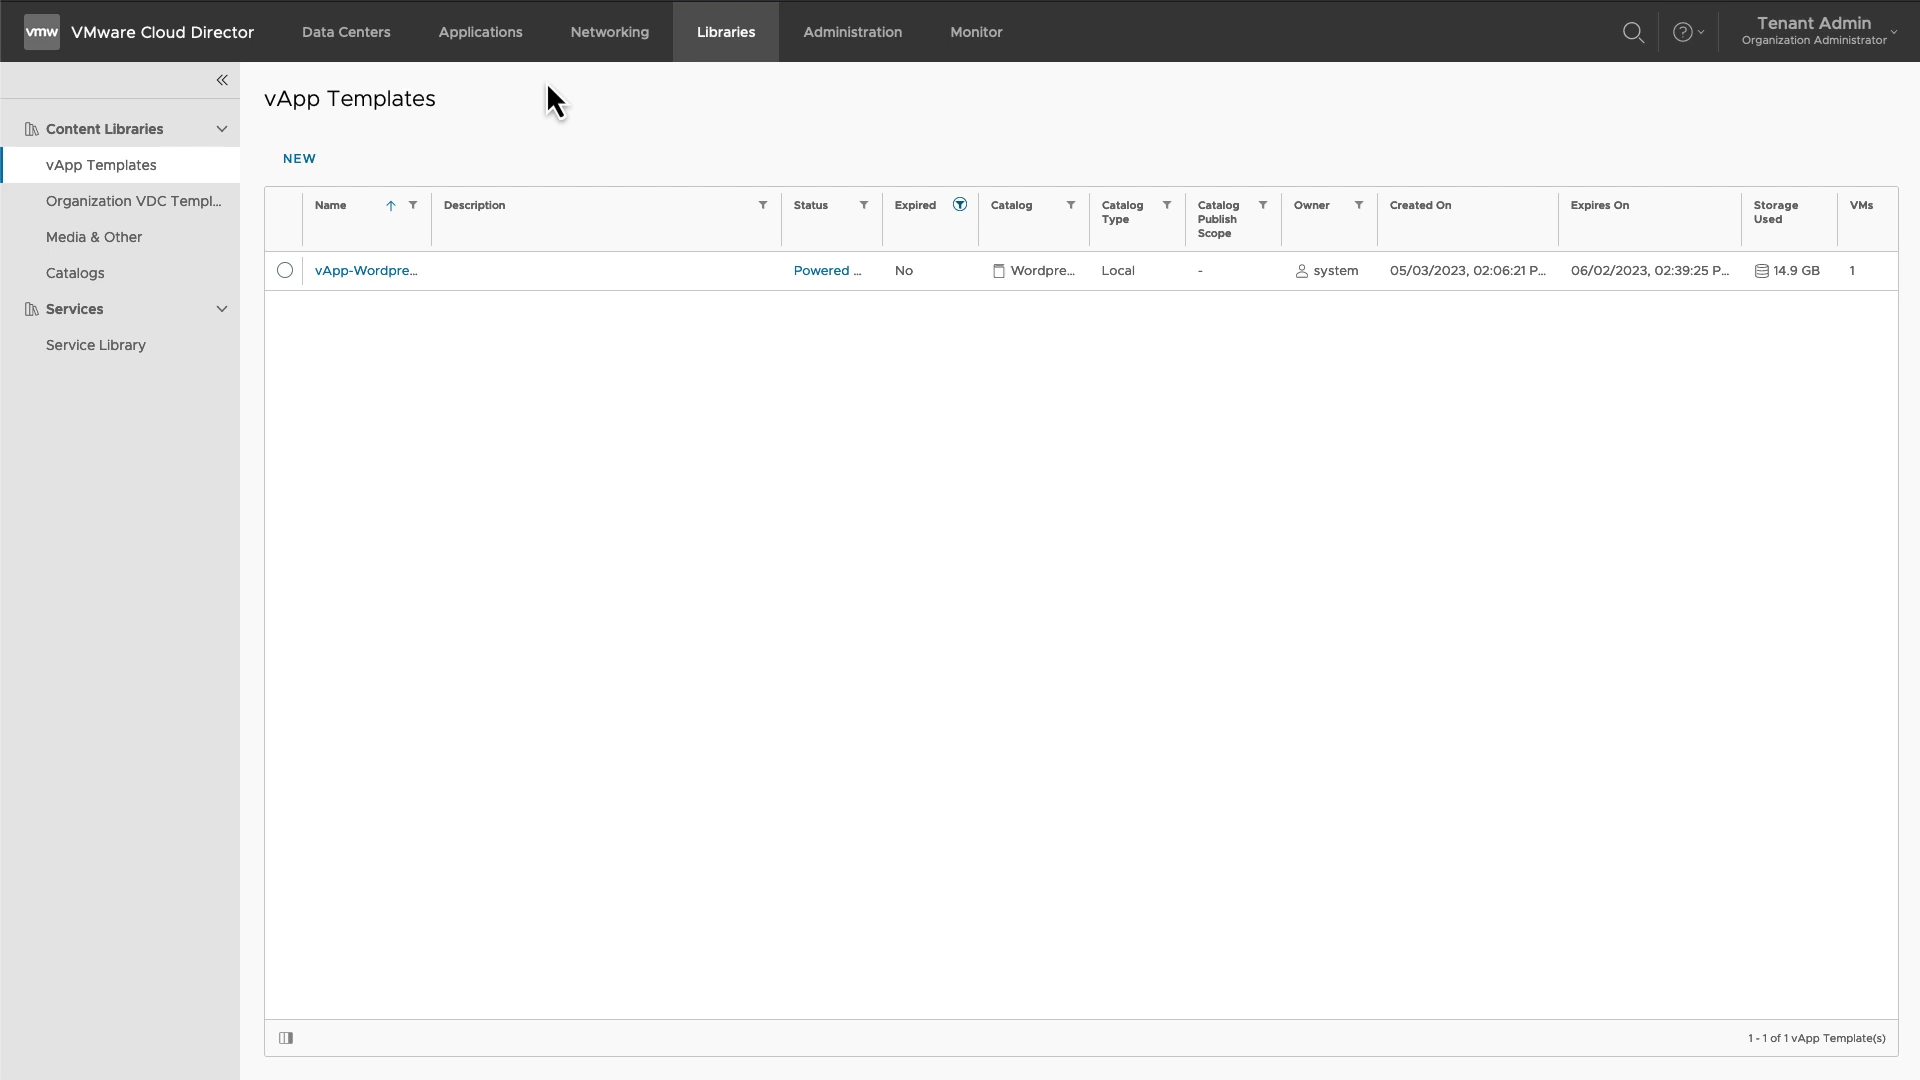 vmw VMware Cloud Director Data Centers Applications Networking Libraries Administration Monitor
Tenant Admin
Organization Administrator
Content Libraries
vApp Templates
Organization VDC Templ...
Media & Other
Catalogs
Services
Service Library
vApp Templates
NEW
Name Description Status Expired Catalog Catalog Type Catalog Publish Scope Owner Created On Expires On Storage Used VMs
vApp-Wordpre... Powered ... No Wordpre... Local - system 05/03/2023, 02:06:21 P... 06/02/2023, 02:39:25 P... 14.9 GB 1
1 - 1 of 1 vApp Template(s)